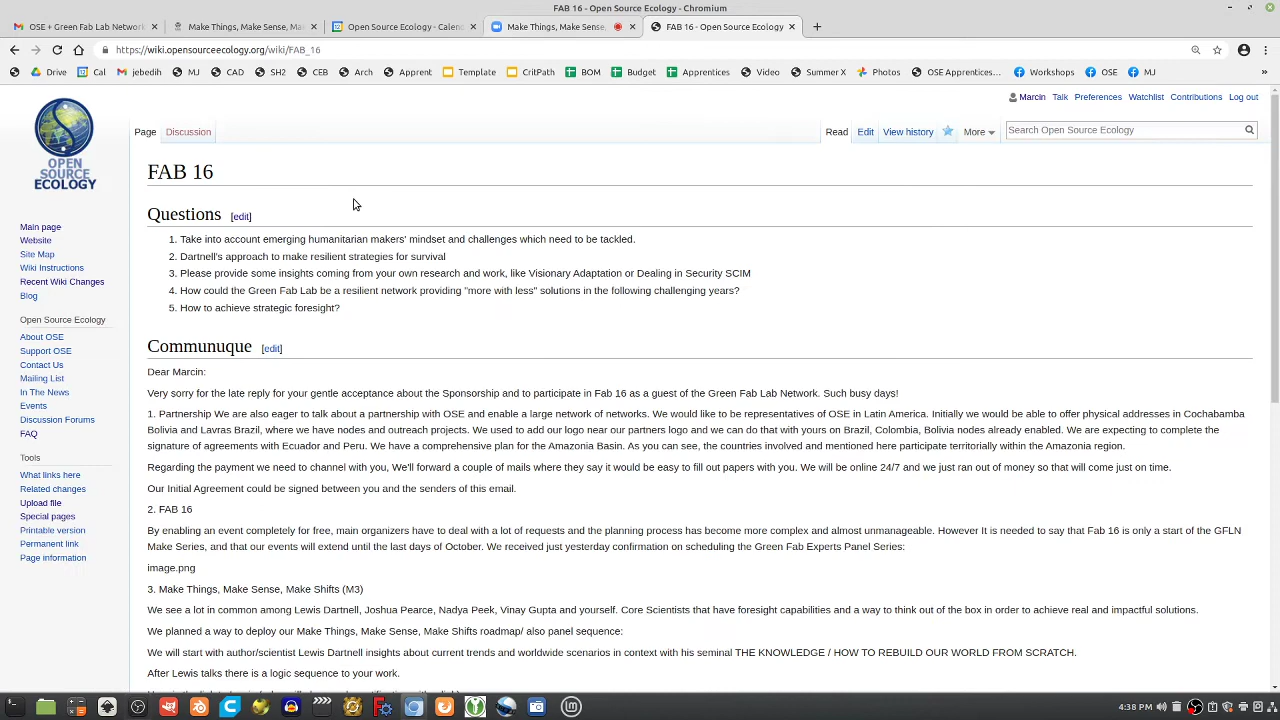 FAB 16 - Open Source Ecology - Chromium
OSE + Green Fab Lab Network
Make Things, Make Sense, Ma
Open Source Ecology - Calen
Make Things, Make Sense,
FAB 16 - Open Source Ecology
https://wiki.opensourceecology.org/wiki/FAB_16
Drive Cal jebedih MJ CAD SH2 CEB Arch Apprent Template CritPath BOM Budget Apprentices Video Summer X Photos OSE Apprentices... Workshops OSE MJ »
Marcin Talk Preferences Watchlist Contributions Log out
Page Discussion Read Edit View history More Search Open Source Ecology
OPEN SOURCE ECOLOGY
Main page
Website
Site Map
Wiki Instructions
Recent Wiki Changes
Blog
Open Source Ecology
About OSE
Support OSE
Contact Us
Mailing List
In The News
Events
Discussion Forums
FAQ
Tools
What links here
Related changes
Upload file
Special pages
Printable version
Permanent link
Page information
FAB 16
Questions [edit]
1. Take into account emerging humanitarian makers' mindset and challenges which need to be tackled.
2. Dartnell's approach to make resilient strategies for survival
3. Please provide some insights coming from your own research and work, like Visionary Adaptation or Dealing in Security SCIM
4. How could the Green Fab Lab be a resilient network providing "more with less" solutions in the following challenging years?
5. How to achieve strategic foresight?
Communuque [edit]
Dear Marcin:
Very sorry for the late reply for your gentle acceptance about the Sponsorship and to participate in Fab 16 as a guest of the Green Fab Lab Network. Such busy days!
1. Partnership We are also eager to talk about a partnership with OSE and enable a large network of networks. We would like to be representatives of OSE in Latin America. Initially we would be able to offer physical addresses in Cochabamba
Bolivia and Lavras Brazil, where we have nodes and outreach projects. We used to add our logo near our partners logo and we can do that with yours on Brazil, Colombia, Bolivia nodes already enabled. We are expecting to complete the
signature of agreements with Ecuador and Peru. We have a comprehensive plan for the Amazonia Basin. As you can see, the countries involved and mentioned here participate territorially within the Amazonia region.
Regarding the payment we need to channel with you, We'll forward a couple of mails where they say it would be easy to fill out papers with you. We will be online 24/7 and we just ran out of money so that will come just on time.
Our Initial Agreement could be signed between you and the senders of this email.
2. FAB 16
By enabling an event completely for free, main organizers have to deal with a lot of requests and the planning process has become more complex and almost unmanageable. However It is needed to say that Fab 16 is only a start of the GFLN
Make Series, and that our events will extend until the last days of October. We received just yesterday confirmation on scheduling the Green Fab Experts Panel Series:
image.png
3. Make Things, Make Sense, Make Shifts (M3)
We see a lot in common among Lewis Dartnell, Joshua Pearce, Nadya Peek, Vinay Gupta and yourself. Core Scientists that have foresight capabilities and a way to think out of the box in order to achieve real and impactful solutions.
We planned a way to deploy our Make Things, Make Sense, Make Shifts roadmap/ also panel sequence:
We will start with author/scientist Lewis Dartnell insights about current trends and worldwide scenarios in context with his seminal THE KNOWLEDGE / HOW TO REBUILD OUR WORLD FROM SCRATCH.
After Lewis talks there is a logic sequence to your work.
4:38 PM